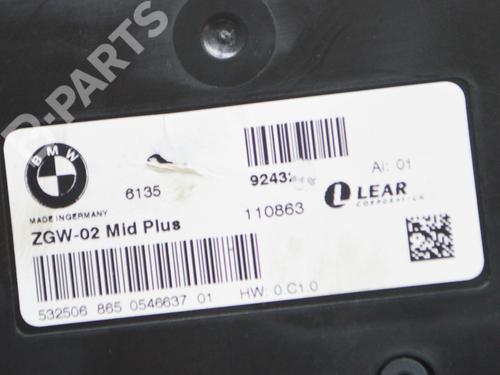 B-PARTS
BMW
6135
AI: 01
MADE IN GERMANY
110863
LEAR
CORPORATION
ZGW-02 Mid Plus
532506 865 0546637 01
HW: 0.C1.0